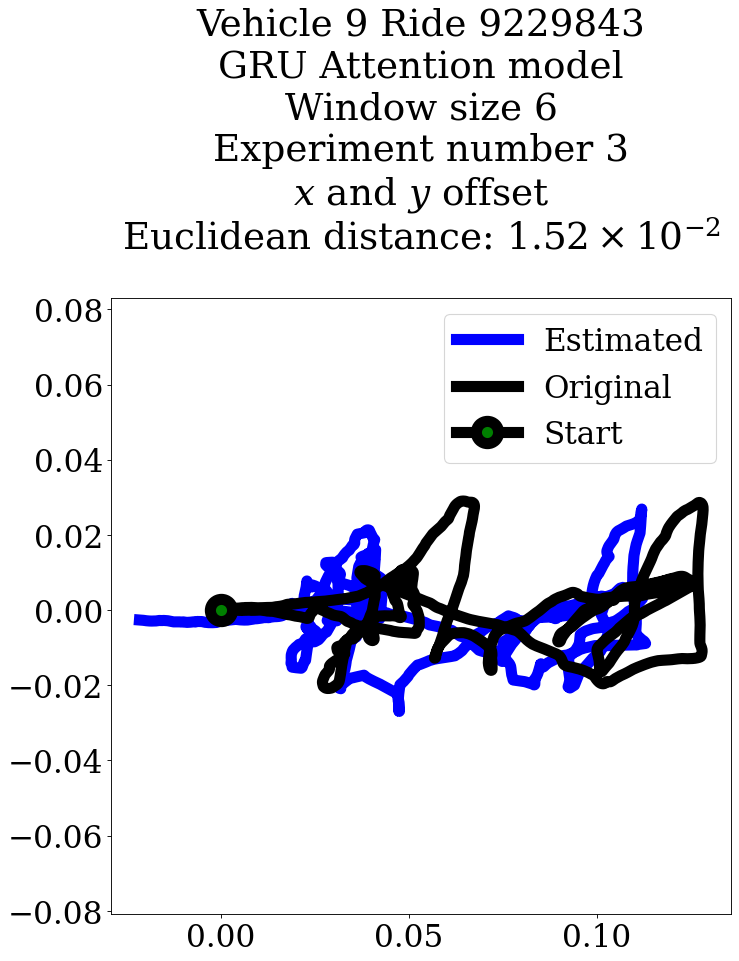 Vehicle 9 Ride 9229843
GRU Attention model
Window size 6
Experiment number 3
x and y offset
Euclidean distance: 1.52 × 10⁻²
0.08
0.06
0.04
0.02
0.00
−0.02
−0.04
−0.06
−0.08
Estimated
Original
Start
0.00 0.05 0.10